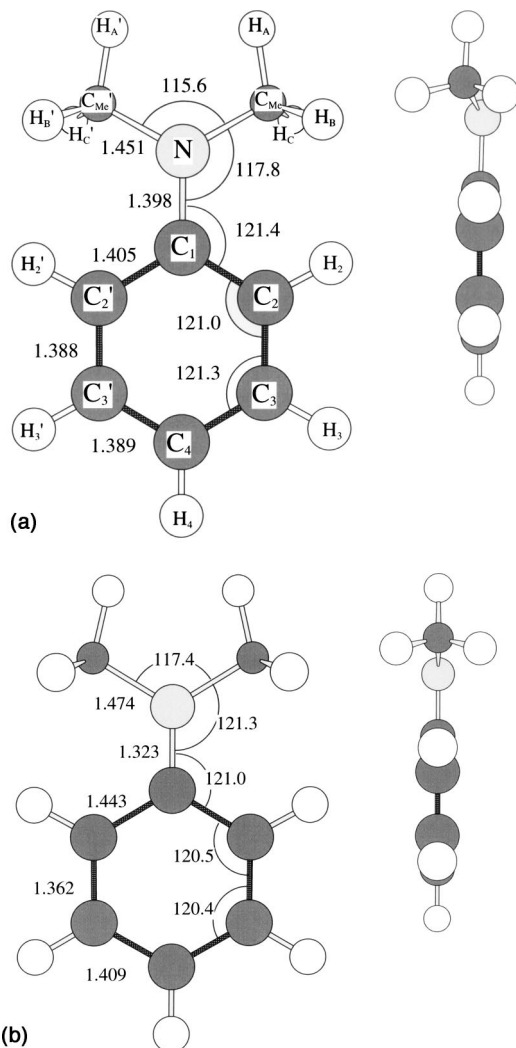 H_A' H_A
C_Me' C_Me
115.6
H_B' H_B
H_C' H_C
1.451 N
117.8
1.398
121.4
1.405 C_1
H_2' H_2
C_2' C_2
121.0
1.388
121.3
C_3' C_3
H_3' C_4 H_3
1.389
H_4
(a)
117.4
1.474
121.3
1.323
121.0
1.443
120.5
1.362
120.4
1.409
(b)